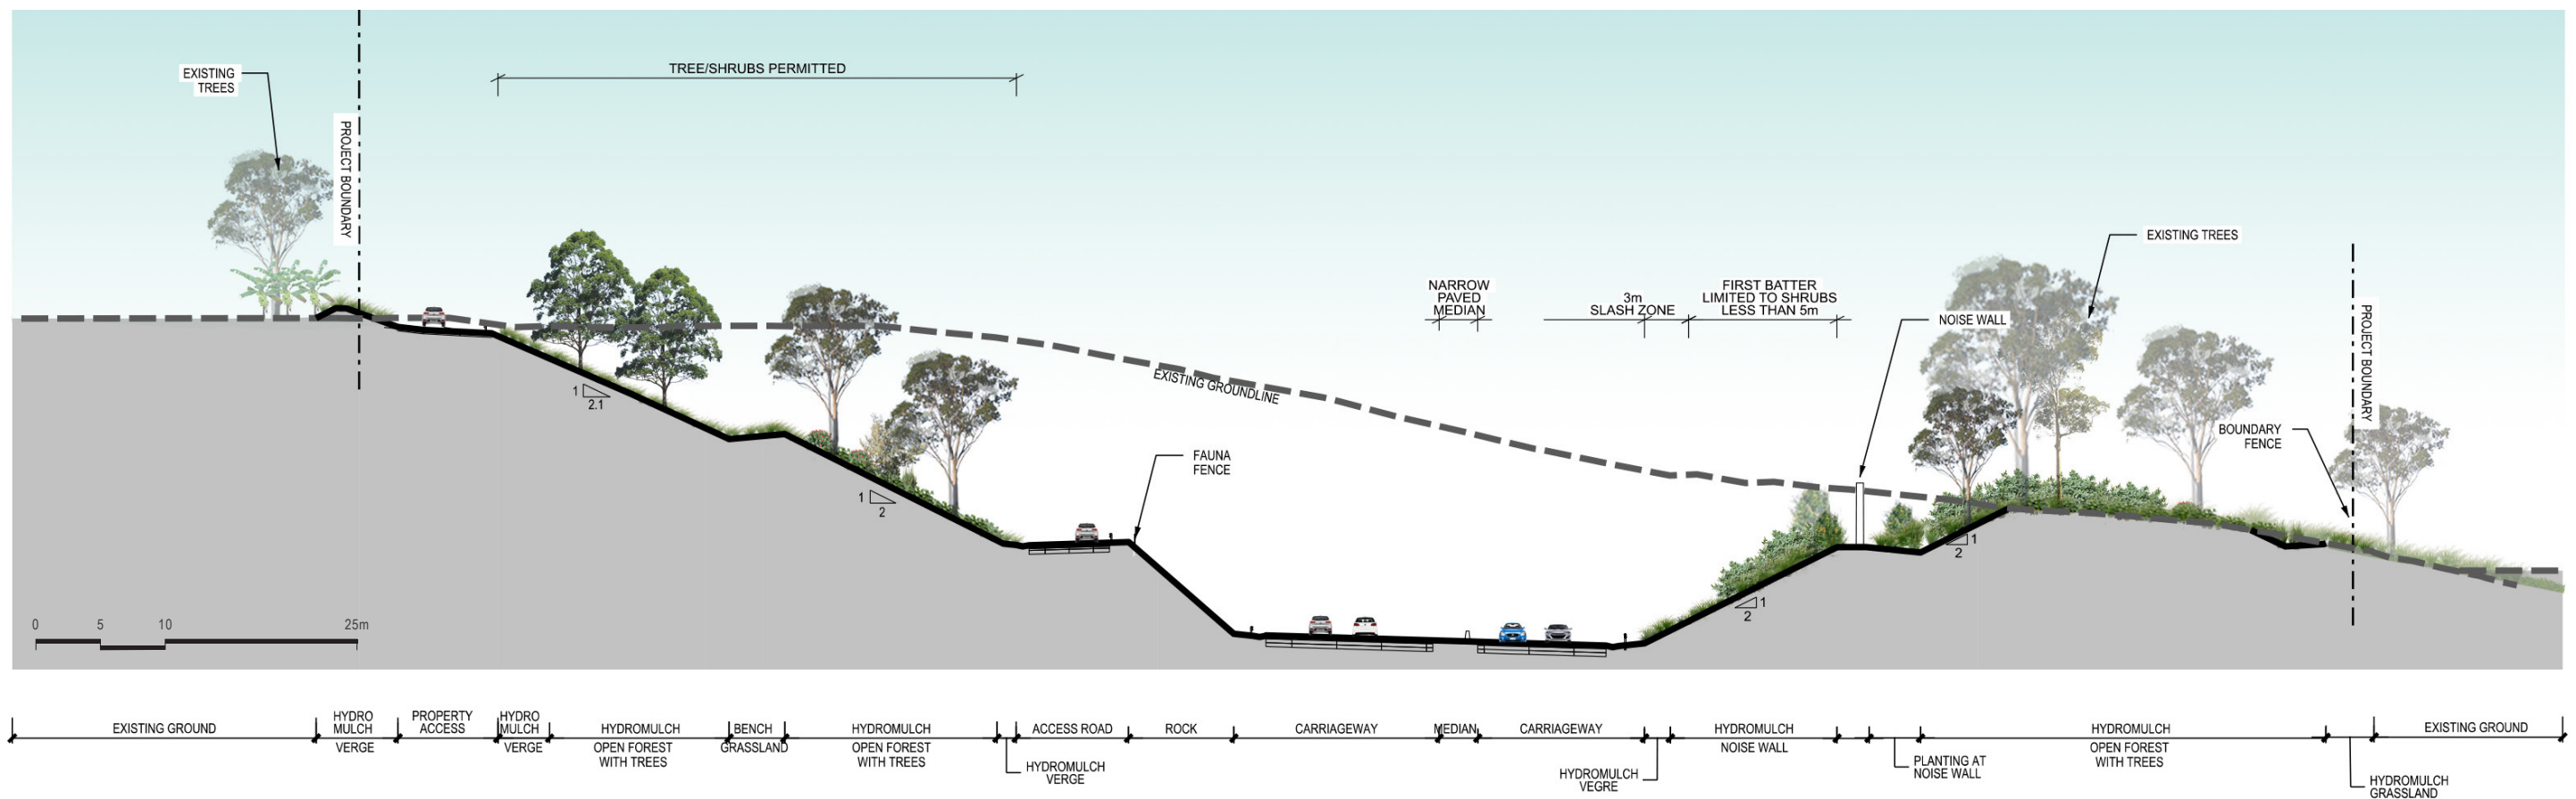 TREE/SHRUBS PERMITTED
EXISTING
TREES
PROJECT BOUNDARY
EXISTING TREES
NARROW
PAVED
MEDIAN
3m
SLASH ZONE
FIRST BATTER
LIMITED TO SHRUBS
LESS THAN 5m
NOISE WALL
PROJECT BOUNDARY
EXISTING GROUNDLINE
1
2.1
BOUNDARY
FENCE
FAUNA
FENCE
1
2
1
2
1
2
0 5 10 25m
EXISTING GROUND
HYDRO
MULCH
VERGE
PROPERTY
ACCESS
HYDRO
MULCH
VERGE
HYDROMULCH
OPEN FOREST
WITH TREES
BENCH
GRASSLAND
HYDROMULCH
OPEN FOREST
WITH TREES
HYDROMULCH
VERGE
ACCESS ROAD
ROCK
CARRIAGEWAY
MEDIAN
CARRIAGEWAY
HYDROMULCH
VEGRE
HYDROMULCH
NOISE WALL
PLANTING AT
NOISE WALL
HYDROMULCH
OPEN FOREST
WITH TREES
HYDROMULCH
GRASSLAND
EXISTING GROUND